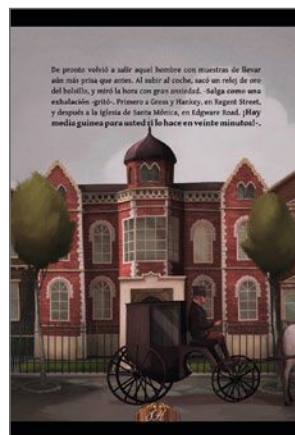 De pronto volvió a salir aquel hombre con muestras de llevar
aún más prisa que antes. Al subir al coche, sacó un reloj de oro
del bolsillo, y miró la hora con gran ansiedad. -Salga como una
exhalación -gritó-. Primero a Gross y Hankey, en Regent Street,
y después a la iglesia de Santa Mónica, en Edgware Road. ¡Hay
media guinea para usted si lo hace en veinte minutos!-.